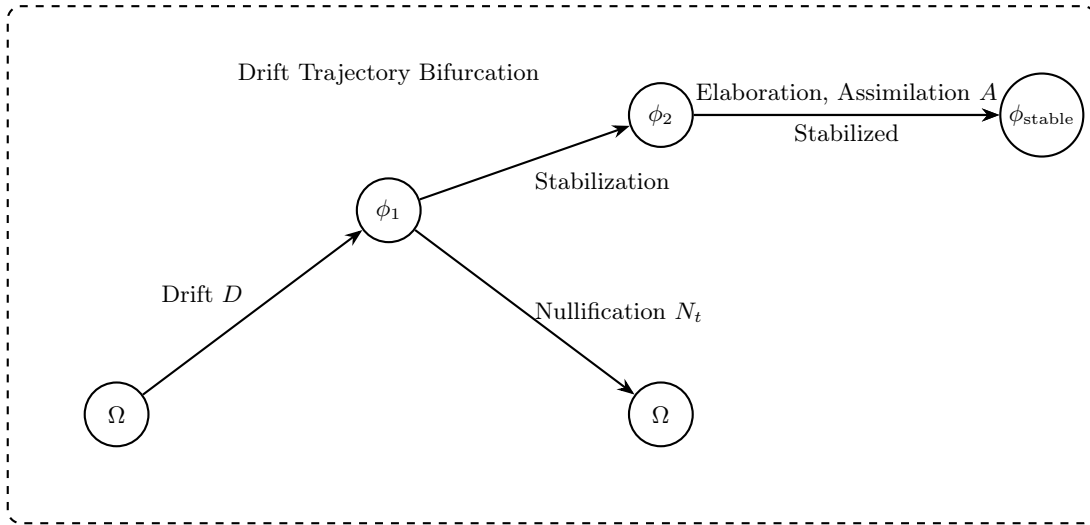 Drift Trajectory Bifurcation
Elaboration, Assimilation A
ϕ₂
ϕstable
Stabilized
Stabilization
ϕ₁
Drift D
Nullification Nₜ
Ω
Ω